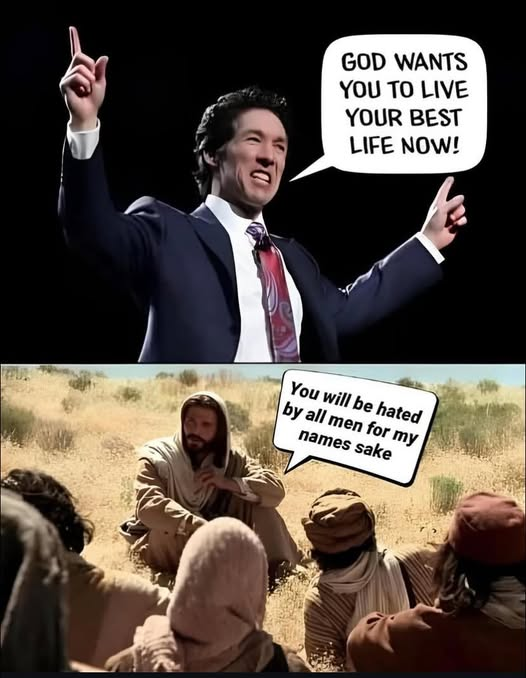 GOD WANTS
YOU TO LIVE
YOUR BEST
LIFE NOW!
You will be hated
by all men for my
names sake